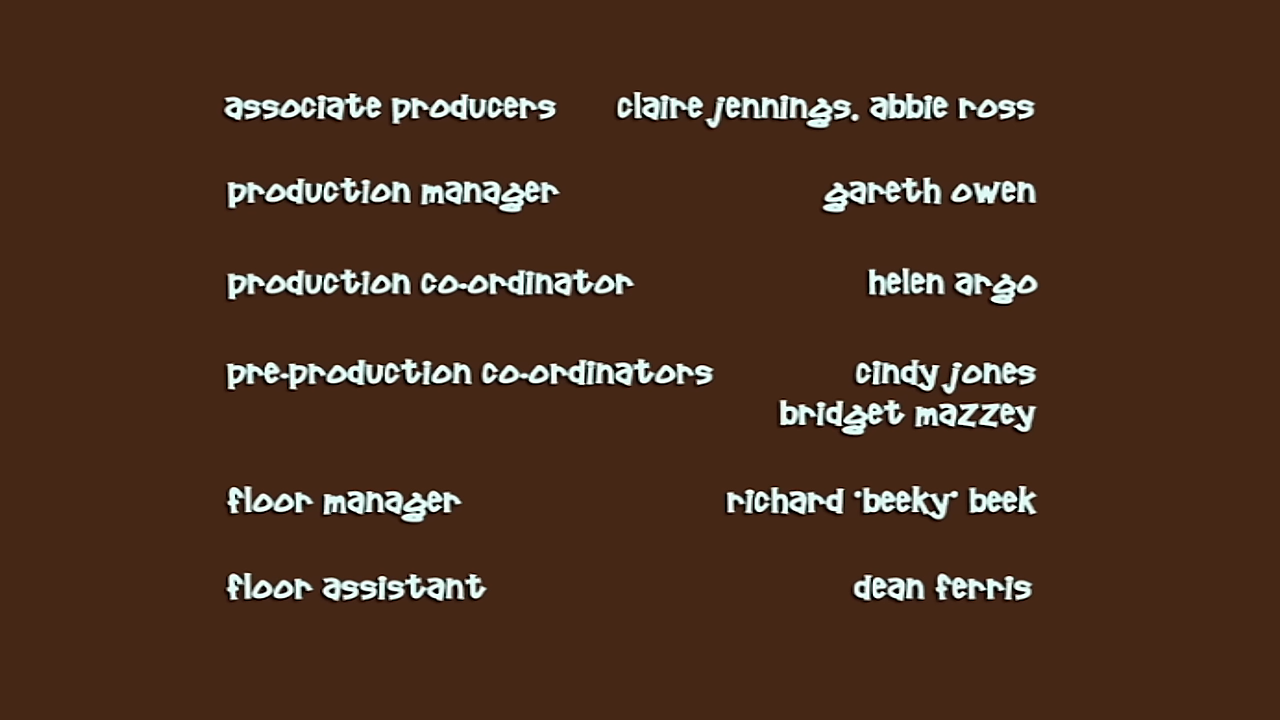 associate producers claire jennings, abbie ross
production manager gareth owen
production co-ordinator helen argo
pre-production co-ordinators cindy jones
bridget mazzey
floor manager richard 'beeky' beek
floor assistant dean ferris